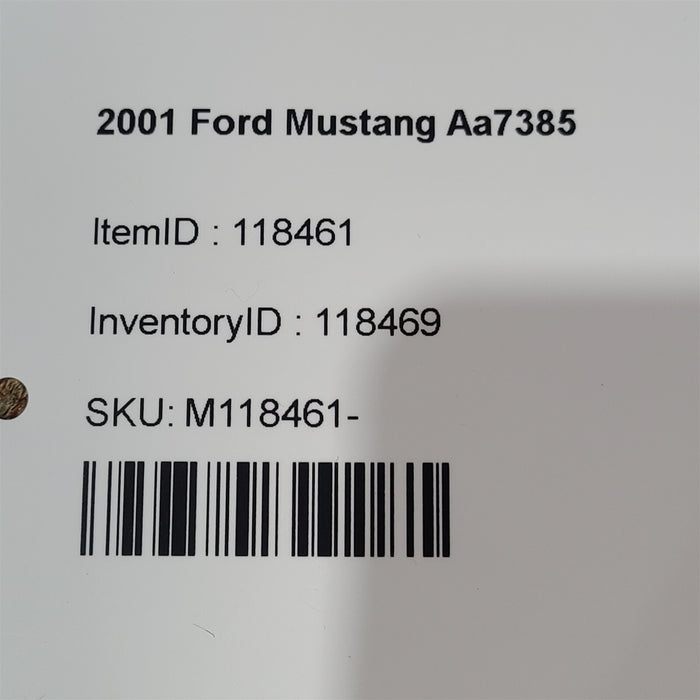 2001 Ford Mustang Aa7385
ItemID : 118461
InventoryID : 118469
SKU: M118461-